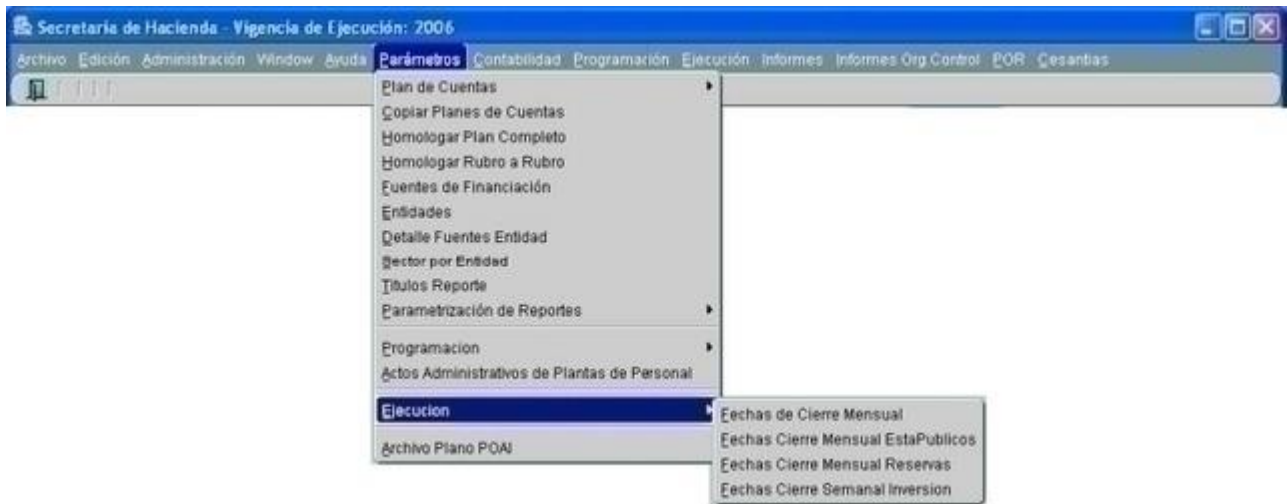 Secretaría de Hacienda - Vigencia de Ejecución: 2006
Archivo Edición Administración Window Ayuda Parámetros Contabilidad Programación Ejecución Informes Informes Org Control POR Cesantias
Plan de Cuentas
Copiar Planes de Cuentas
Homologar Plan Completo
Homologar Rubro a Rubro
Fuentes de Financiación
Entidades
Detalle Fuentes Entidad
Sector por Entidad
Titulos Reporte
Parametrización de Reportes
Programacion
Actos Administrativos de Plantas de Personal
Ejecucion
Archivo Plano POAI
Fechas de Cierre Mensual
Fechas Cierre Mensual EstaPublicos
Fechas Cierre Mensual Reservas
Fechas Cierre Semanal Inversion